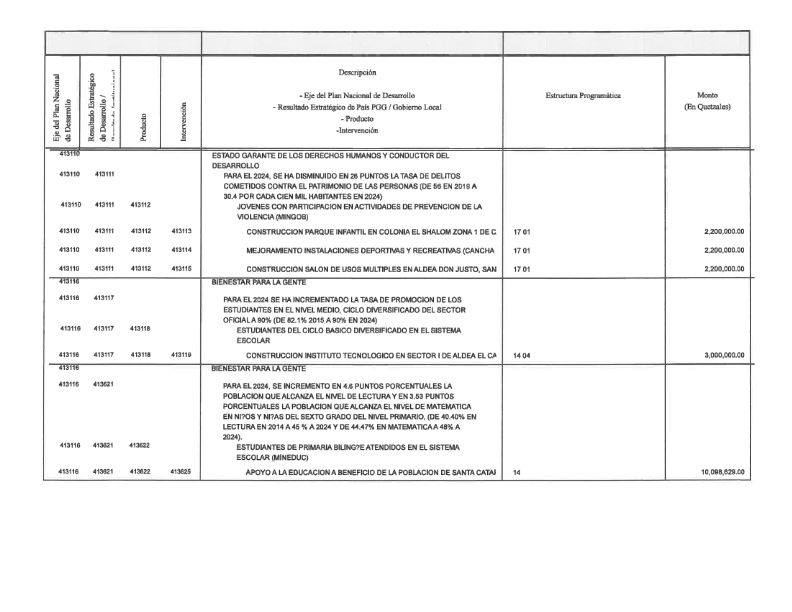 Eje del Plan Nacional
de Desarrollo
Resultado Estratégico
de Desarrollo /
Producto
Intervención
Descripción
- Eje del Plan Nacional de Desarrollo
- Resultado Estratégico de País PGG / Gobierno Local
- Producto
-Intervención
Estructura Programática
Monto
(En Quetzales)
413110 ESTADO GARANTE DE LOS DERECHOS HUMANOS Y CONDUCTOR DEL
DESARROLLO
413110 413111 PARA EL 2024, SE HA DISMINUIDO EN 26 PUNTOS LA TASA DE DELITOS
COMETIDOS CONTRA EL PATRIMONIO DE LAS PERSONAS (DE 56 EN 2019 A
30.4 POR CADA CIEN MIL HABITANTES EN 2024)
413110 413111 413112 JOVENES CON PARTICIPACION EN ACTIVIDADES DE PREVENCION DE LA
VIOLENCIA (MINGOB)
413110 413111 413112 413113 CONSTRUCCION PARQUE INFANTIL EN COLONIA EL SHALOM ZONA 1 DE C 17 01 2,200,000.00
413110 413111 413112 413114 MEJORAMIENTO INSTALACIONES DEPORTIVAS Y RECREATIVAS (CANCHA 17 01 2,200,000.00
413110 413111 413112 413115 CONSTRUCCION SALON DE USOS MULTIPLES EN ALDEA DON JUSTO, SAN 17 01 2,200,000.00
413116 BIENESTAR PARA LA GENTE
413116 413117 PARA EL 2024 SE HA INCREMENTADO LA TASA DE PROMOCION DE LOS
ESTUDIANTES EN EL NIVEL MEDIO, CICLO DIVERSIFICADO DEL SECTOR
OFICIAL A 90% (DE 82.1% 2015 A 90% EN 2024)
413116 413117 413118 ESTUDIANTES DEL CICLO BASICO DIVERSIFICADO EN EL SISTEMA
ESCOLAR
413116 413117 413118 413119 CONSTRUCCION INSTITUTO TECNOLOGICO EN SECTOR I DE ALDEA EL CA 14 04 3,000,000.00
413116 BIENESTAR PARA LA GENTE
413116 413621 PARA EL 2024, SE INCREMENTO EN 4.6 PUNTOS PORCENTUALES LA
POBLACION QUE ALCANZA EL NIVEL DE LECTURA Y EN 3.53 PUNTOS
PORCENTUALES LA POBLACION QUE ALCANZA EL NIVEL DE MATEMATICA
EN NI?OS Y NI?AS DEL SEXTO GRADO DEL NIVEL PRIMARIO, (DE 40.40% EN
LECTURA EN 2014 A 45 % A 2024 Y DE 44.47% EN MATEMATICA A 48% A
2024).
413116 413621 413622 ESTUDIANTES DE PRIMARIA BILING?E ATENDIDOS EN EL SISTEMA
ESCOLAR (MINEDUC)
413116 413621 413622 413625 APOYO A LA EDUCACION A BENEFICIO DE LA POBLACION DE SANTA CATAI 14 10,098,629.00